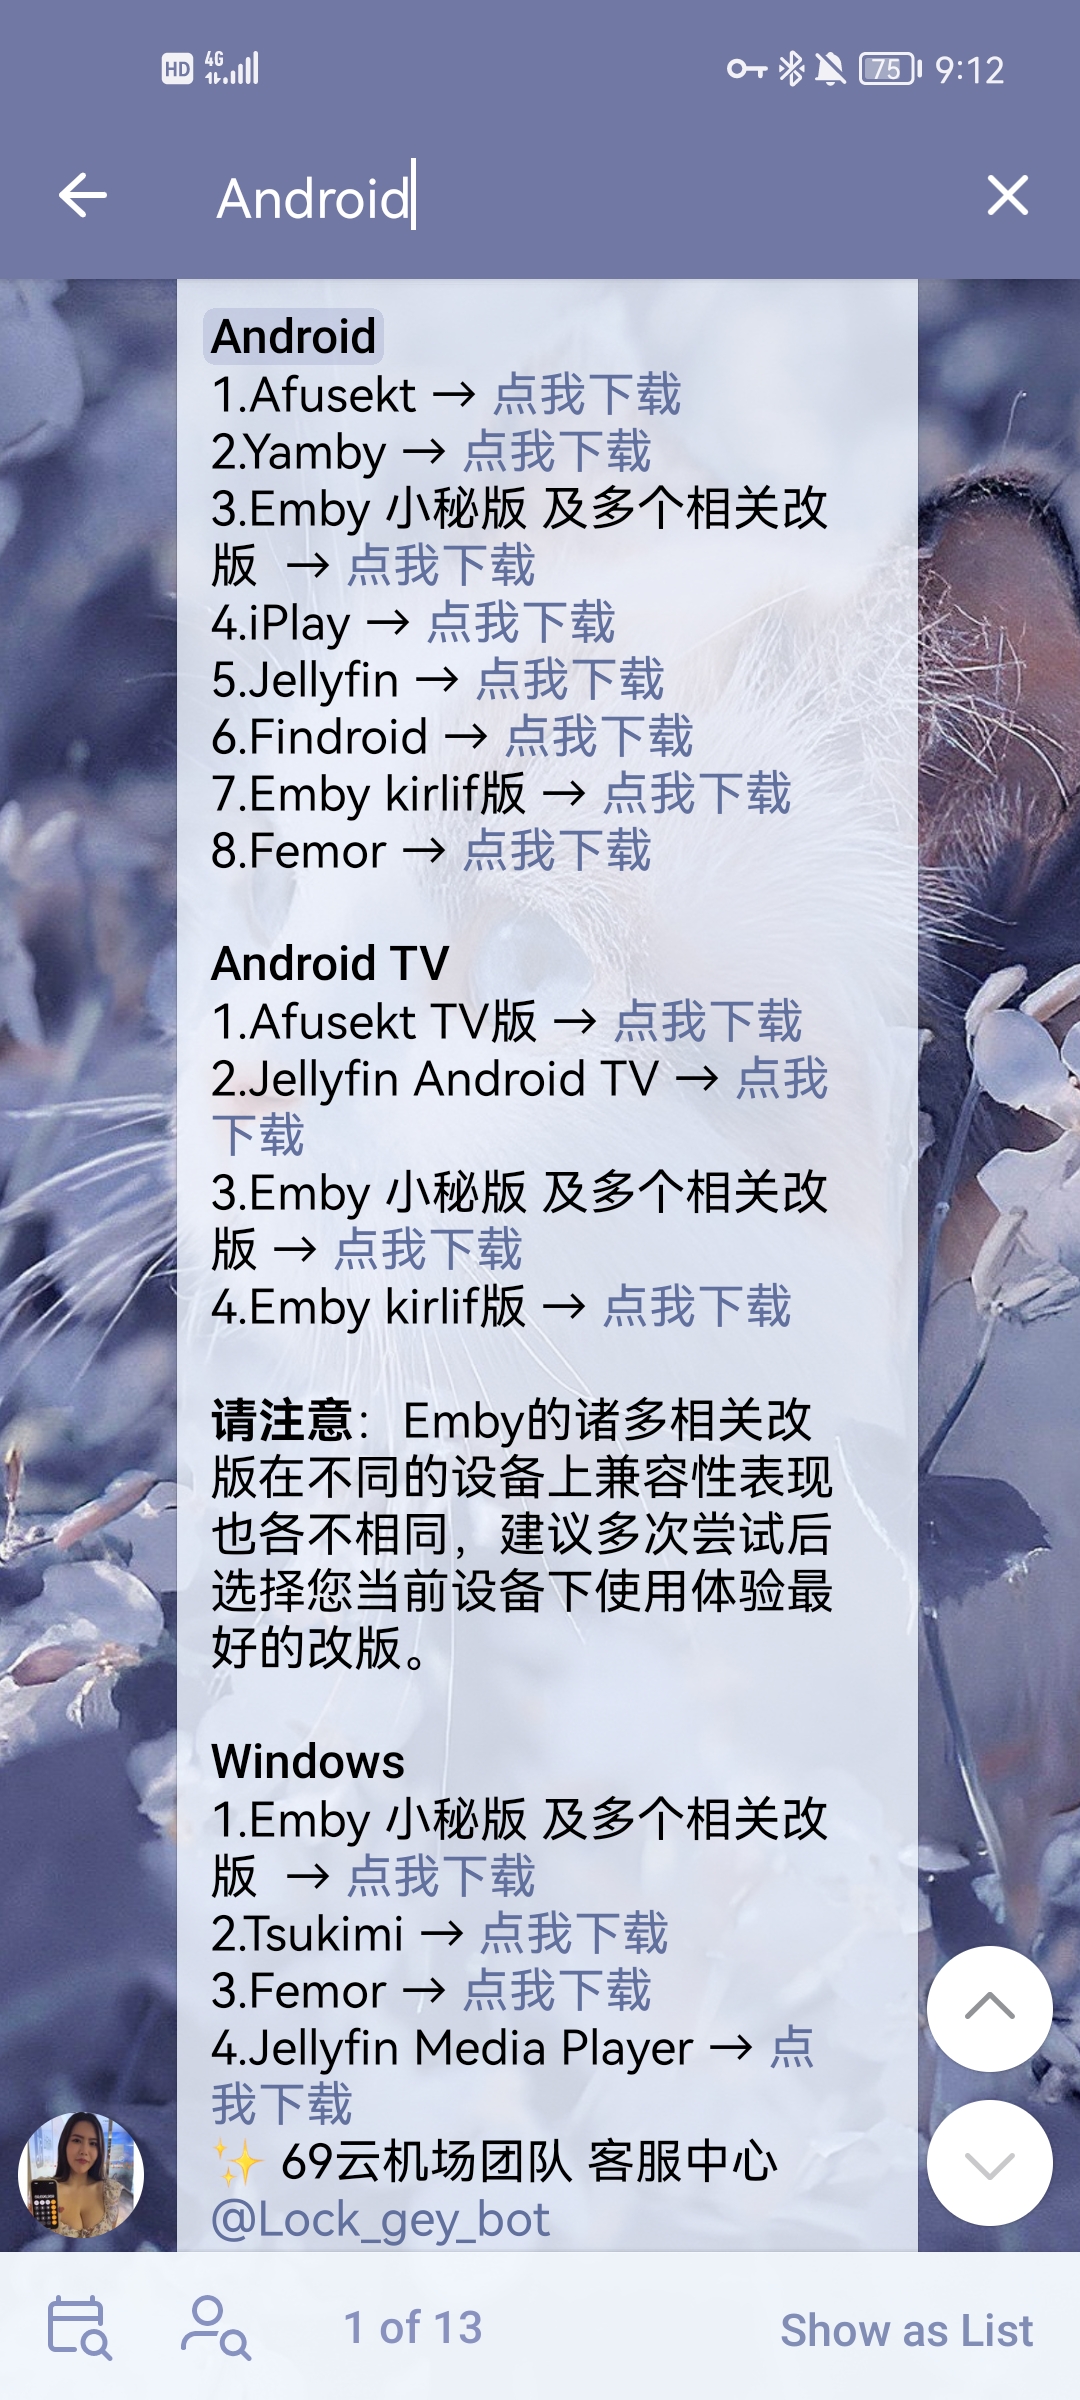 HD 4G 75 9:12
Android
Android
1.Afusekt → 点我下载
2.Yamby → 点我下载
3.Emby 小秘版 及多个相关改
版 → 点我下载
4.iPlay → 点我下载
5.Jellyfin → 点我下载
6.Findroid → 点我下载
7.Emby kirlif版 → 点我下载
8.Femor → 点我下载
Android TV
1.Afusekt TV版 → 点我下载
2.Jellyfin Android TV → 点我
下载
3.Emby 小秘版 及多个相关改
版 → 点我下载
4.Emby kirlif版 → 点我下载
请注意：Emby的诸多相关改
版在不同的设备上兼容性表现
也各不相同，建议多次尝试后
选择您当前设备下使用体验最
好的改版。
Windows
1.Emby 小秘版 及多个相关改
版 → 点我下载
2.Tsukimi → 点我下载
3.Femor → 点我下载
4.Jellyfin Media Player → 点
我下载
✨ 69云机场团队 客服中心
@Lock_gey_bot
1 of 13
Show as List